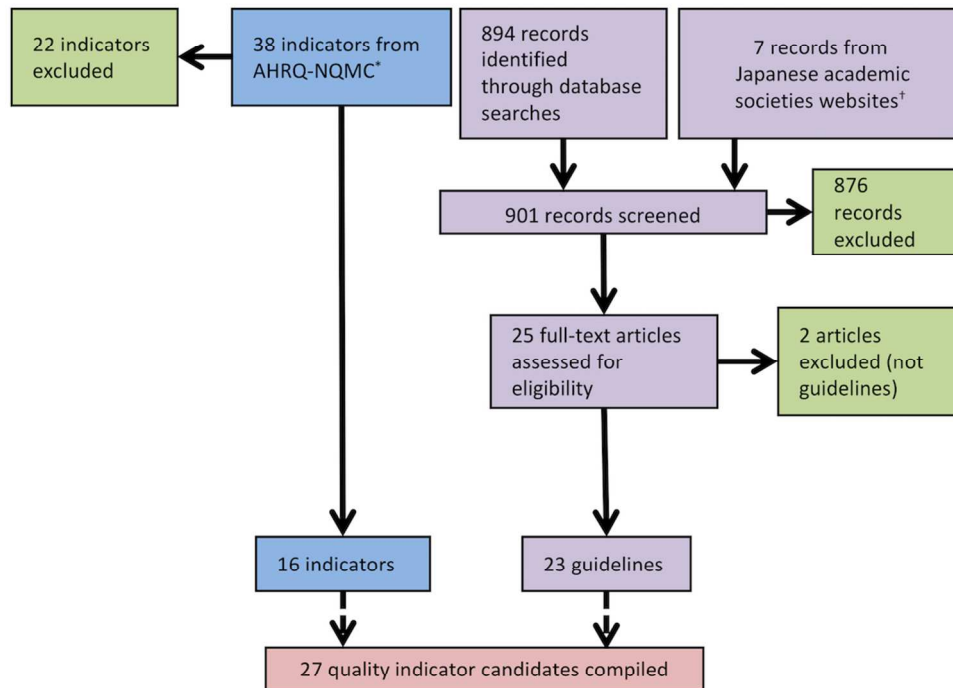 22 indicators
excluded
38 indicators from
AHRQ-NQMC*
894 records
identified
through database
searches
7 records from
Japanese academic
societies websites†
901 records screened
876
records
excluded
25 full-text articles
assessed for
eligibility
2 articles
excluded (not
guidelines)
16 indicators
23 guidelines
27 quality indicator candidates compiled